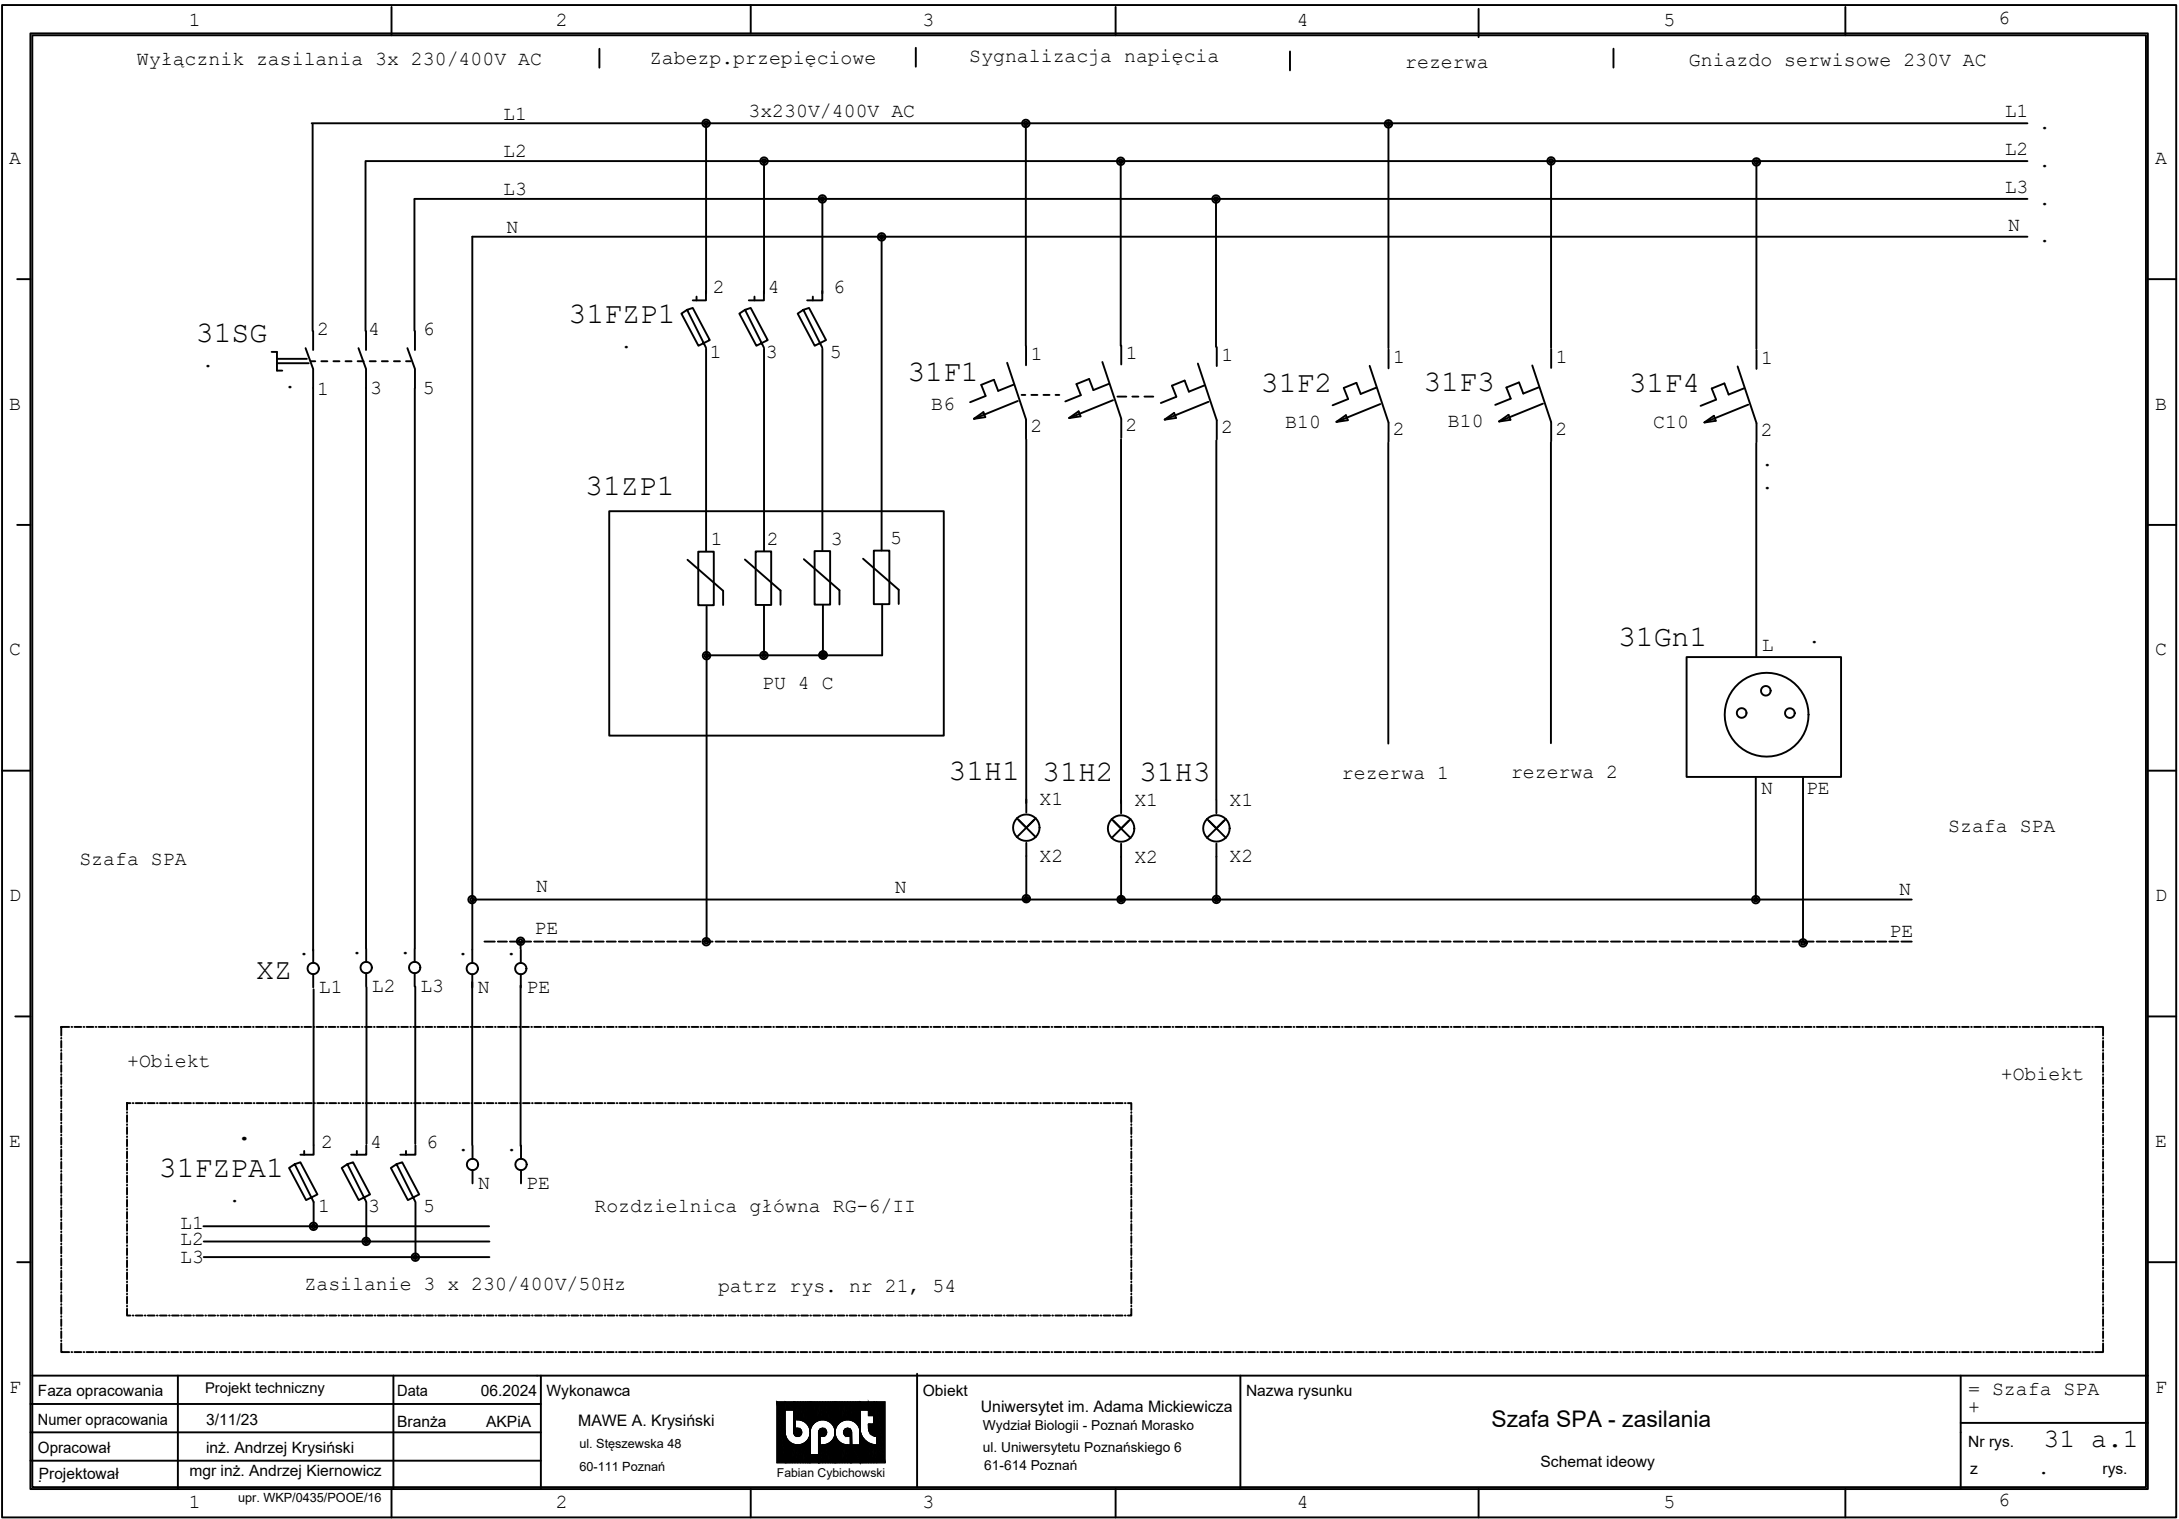 1 2 3 4 5 6
Wyłącznik zasilania 3x 230/400V AC
Zabezp.przepięciowe
Sygnalizacja napięcia
rezerwa
Gniazdo serwisowe 230V AC
L1 3x230V/400V AC L1
A L2 L2 A
L3 L3
N N
31SG 2 4 6
1 3 5
31FZP1 2 4 6
1 3 5
31F1 1 1 1
B6 2 2 2
31F2 1
B10 2
31F3 1
B10 2
31F4 1
C10 2
B B
31ZP1
1 2 3 5
PU 4 C
C C
31Gn1 L
N PE
31H1 31H2 31H3
X1 X1 X1
X2 X2 X2
rezerwa 1 rezerwa 2
Szafa SPA
Szafa SPA
D N N N D
PE PE
XZ L1 L2 L3 N PE
+Obiekt
+Obiekt
E E
31FZPA1 2 4 6
1 3 5 N PE
Rozdzielnica główna RG-6/II
L1
L2
L3
Zasilanie 3 x 230/400V/50Hz patrz rys. nr 21, 54
F F
Faza opracowania Projekt techniczny Data 06.2024
Numer opracowania 3/11/23 Branża AKPiA
Opracował inż. Andrzej Krysiński
Projektował mgr inż. Andrzej Kiernowicz
upr. WKP/0435/POOE/16
Wykonawca
MAWE A. Krysiński
ul. Stęszewska 48
60-111 Poznań
bpat
Fabian Cybichowski
Obiekt
Uniwersytet im. Adama Mickiewicza
Wydział Biologii - Poznań Morasko
ul. Uniwersytetu Poznańskiego 6
61-614 Poznań
Nazwa rysunku
Szafa SPA - zasilania
Schemat ideowy
= Szafa SPA
+
Nr rys. 31 a.1
z . rys.
1 2 3 4 5 6